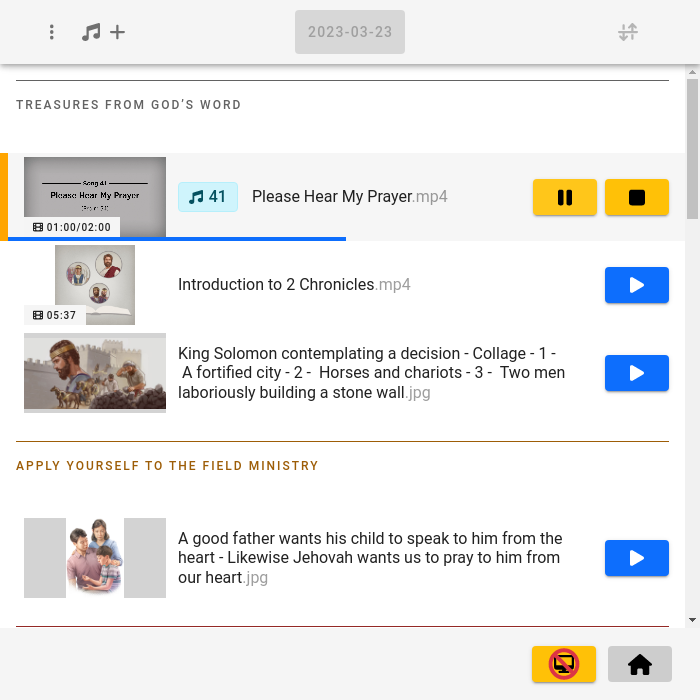 2023-03-23
TREASURES FROM GOD'S WORD
Song 41
Please Hear My Prayer
01:00/02:00
41
Please Hear My Prayer.mp4
05:37
Introduction to 2 Chronicles.mp4
King Solomon contemplating a decision - Collage - 1 -
A fortified city - 2 - Horses and chariots - 3 - Two men
laboriously building a stone wall.jpg
APPLY YOURSELF TO THE FIELD MINISTRY
A good father wants his child to speak to him from the
heart - Likewise Jehovah wants us to pray to him from
our heart.jpg